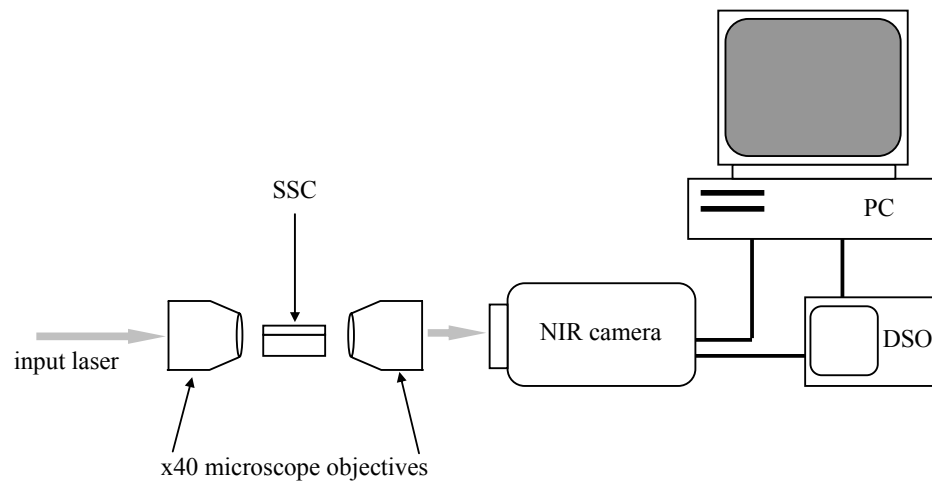 SSC
PC
NIR camera
DSO
input laser
x40 microscope objectives